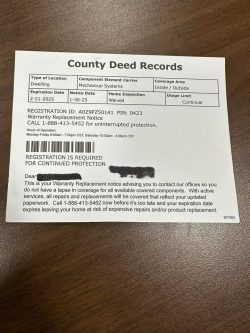 County Deed Records
Type of Location Component Element Carrier Coverage Area
Dwelling Mechanical Systems Inside / Outside
Expiration Date Notice Date Home Inspection Usage Limit
2-21-2025 1-30-25 Waived Continual
REGISTRATION ID: A029PZS0141 PIN: 0423
Warranty Replacement Notice
CALL 1-888-413-5452 for uninterrupted protection.
Hours of Operation
Monday-Friday 8:00am - 7:00pm CST, Saturday 10:00am - 4:00pm CST
REGISTRATION IS REQUIRED
FOR CONTINUED PROTECTION
Dear
This is your Warranty Replacement notice advising you to contact our offices so you
do not have a lapse in coverage for all available covered components. With active
services, all repairs and replacements will be covered that reflect your updated
paperwork. Call 1-888-413-5452 now before it's too late and your expiration date
expires leaving your home at risk of expensive repairs and/or product replacement.